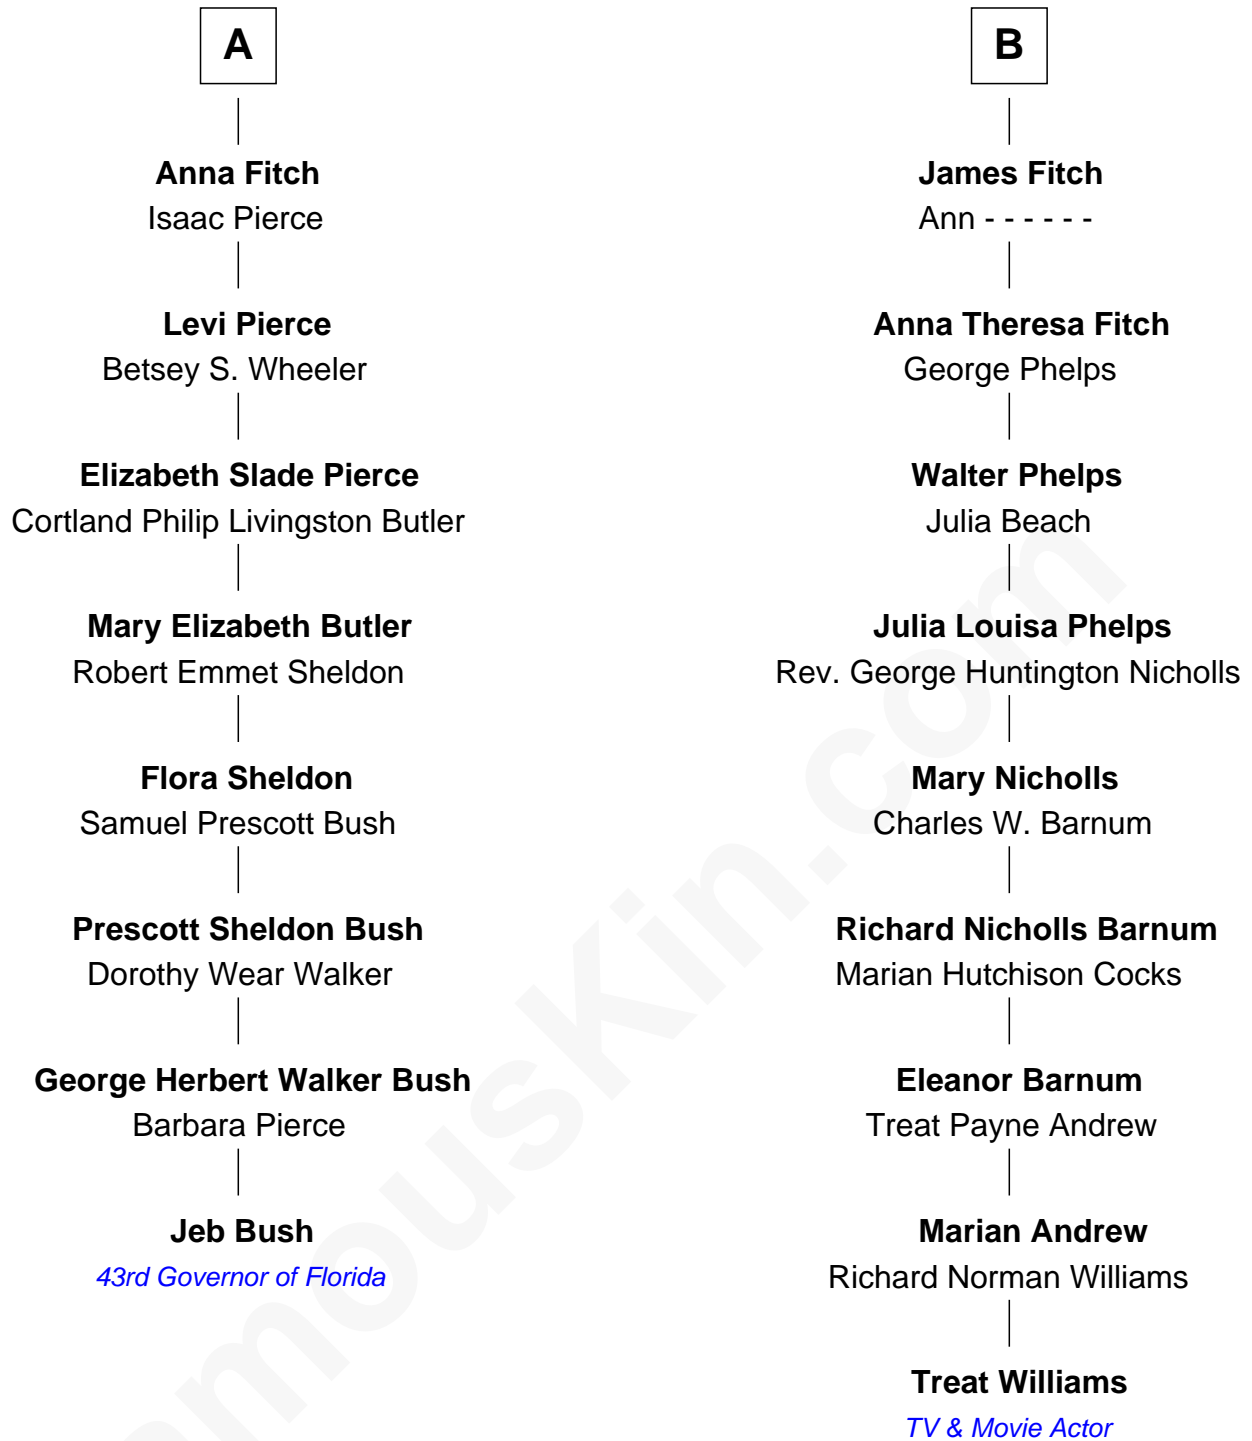 A
Anna Fitch
Isaac Pierce
Levi Pierce
Betsey S. Wheeler
Elizabeth Slade Pierce
Cortland Philip Livingston Butler
Mary Elizabeth Butler
Robert Emmet Sheldon
Flora Sheldon
Samuel Prescott Bush
Prescott Sheldon Bush
Dorothy Wear Walker
George Herbert Walker Bush
Barbara Pierce
Jeb Bush
43rd Governor of Florida
B
James Fitch
Ann - - - - - -
Anna Theresa Fitch
George Phelps
Walter Phelps
Julia Beach
Julia Louisa Phelps
Rev. George Huntington Nicholls
Mary Nicholls
Charles W. Barnum
Richard Nicholls Barnum
Marian Hutchison Cocks
Eleanor Barnum
Treat Payne Andrew
Marian Andrew
Richard Norman Williams
Treat Williams
TV & Movie Actor
amousKin.com